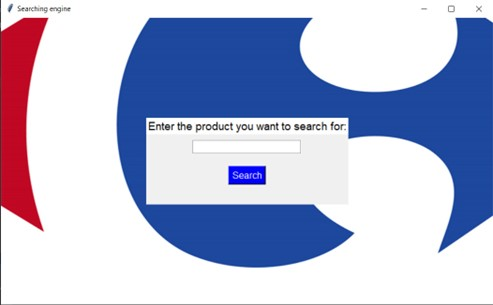 Searching engine
Enter the product you want to search for:
Search